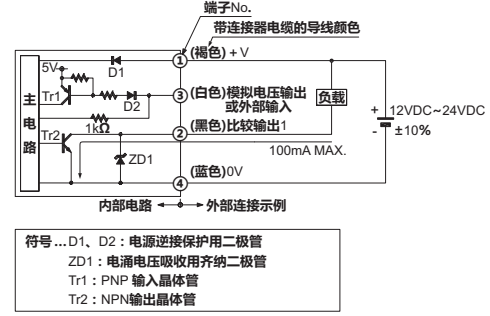 端子No.
带连接器电缆的导线颜色
(褐色)+V
5V
D1
1
主电路
Tr1
D2
3
(白色)模拟电压输出
或外部输入
负载
+ 12VDC~24VDC
- ±10%
1kΩ
Tr2
2
(黑色)比较输出1
ZD1
100mA MAX.
4
(蓝色)0V
内部电路 外部连接示例
符号...D1、D2：电源逆接保护用二极管
ZD1：电涌电压吸收用齐纳二极管
Tr1：PNP 输入晶体管
Tr2：NPN输出晶体管